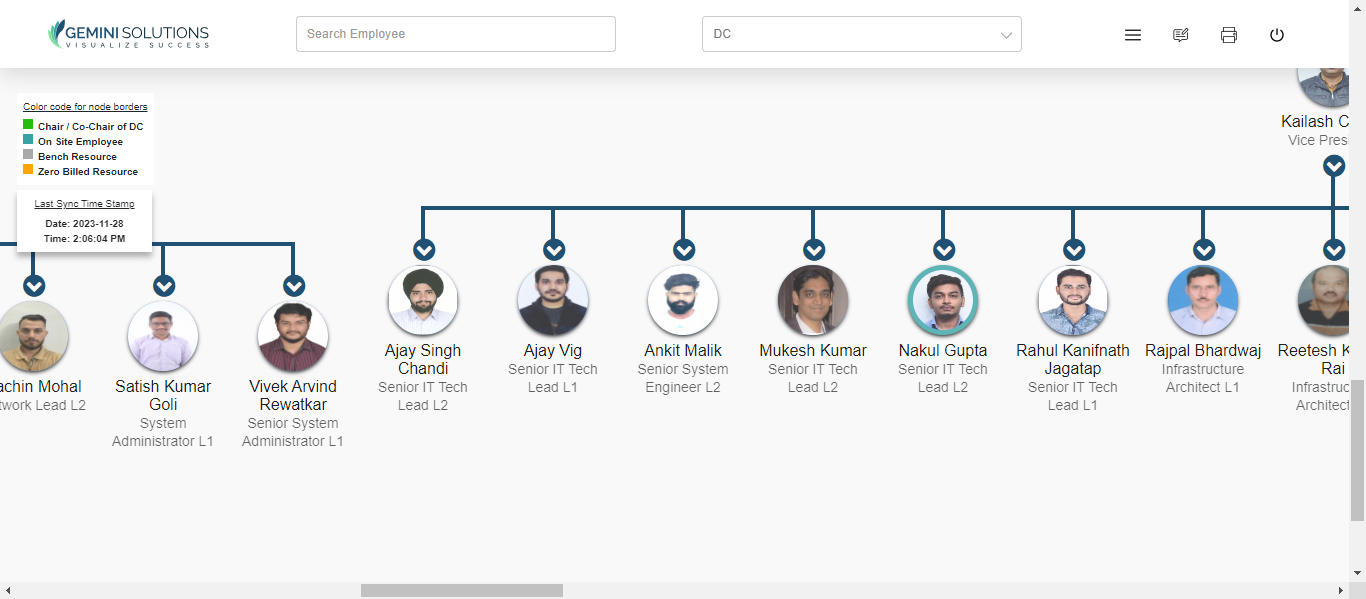 GEMINI SOLUTIONS
VISUALIZE SUCCESS
Search Employee
DC
Color code for node borders
Chair / Co-Chair of DC
On Site Employee
Bench Resource
Zero Billed Resource
Last Sync Time Stamp
Date: 2023-11-28
Time: 2:06:04 PM
Kailash C
Vice Pres
achin Mohal
twork Lead L2
Satish Kumar
Goli
System
Administrator L1
Vivek Arvind
Rewatkar
Senior System
Administrator L1
Ajay Singh
Chandi
Senior IT Tech
Lead L2
Ajay Vig
Senior IT Tech
Lead L1
Ankit Malik
Senior System
Engineer L2
Mukesh Kumar
Senior IT Tech
Lead L2
Nakul Gupta
Senior IT Tech
Lead L2
Rahul Kanifnath
Jagatap
Senior IT Tech
Lead L1
Rajpal Bhardwaj
Infrastructure
Architect L1
Reetesh K
Rai
Infrastruc
Architect